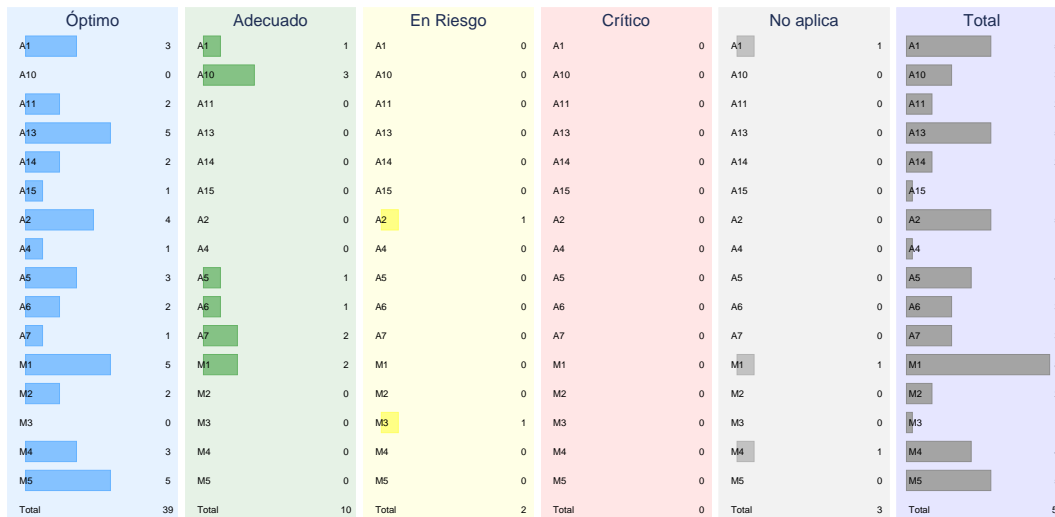 Óptimo Adecuado En Riesgo Crítico No aplica Total
A1 3 A1 1 A1 0 A1 0 A1 1 A1
A10 0 A10 3 A10 0 A10 0 A10 0 A10
A11 2 A11 0 A11 0 A11 0 A11 0 A11
A13 5 A13 0 A13 0 A13 0 A13 0 A13
A14 2 A14 0 A14 0 A14 0 A14 0 A14
A15 1 A15 0 A15 0 A15 0 A15 0 A15
A2 4 A2 0 A2 1 A2 0 A2 0 A2
A4 1 A4 0 A4 0 A4 0 A4 0 A4
A5 3 A5 1 A5 0 A5 0 A5 0 A5
A6 2 A6 1 A6 0 A6 0 A6 0 A6
A7 1 A7 2 A7 0 A7 0 A7 0 A7
M1 5 M1 2 M1 0 M1 0 M1 1 M1
M2 2 M2 0 M2 0 M2 0 M2 0 M2
M3 0 M3 0 M3 1 M3 0 M3 0 M3
M4 3 M4 0 M4 0 M4 0 M4 1 M4
M5 5 M5 0 M5 0 M5 0 M5 0 M5
Total 39 Total 10 Total 2 Total 0 Total 3 Total